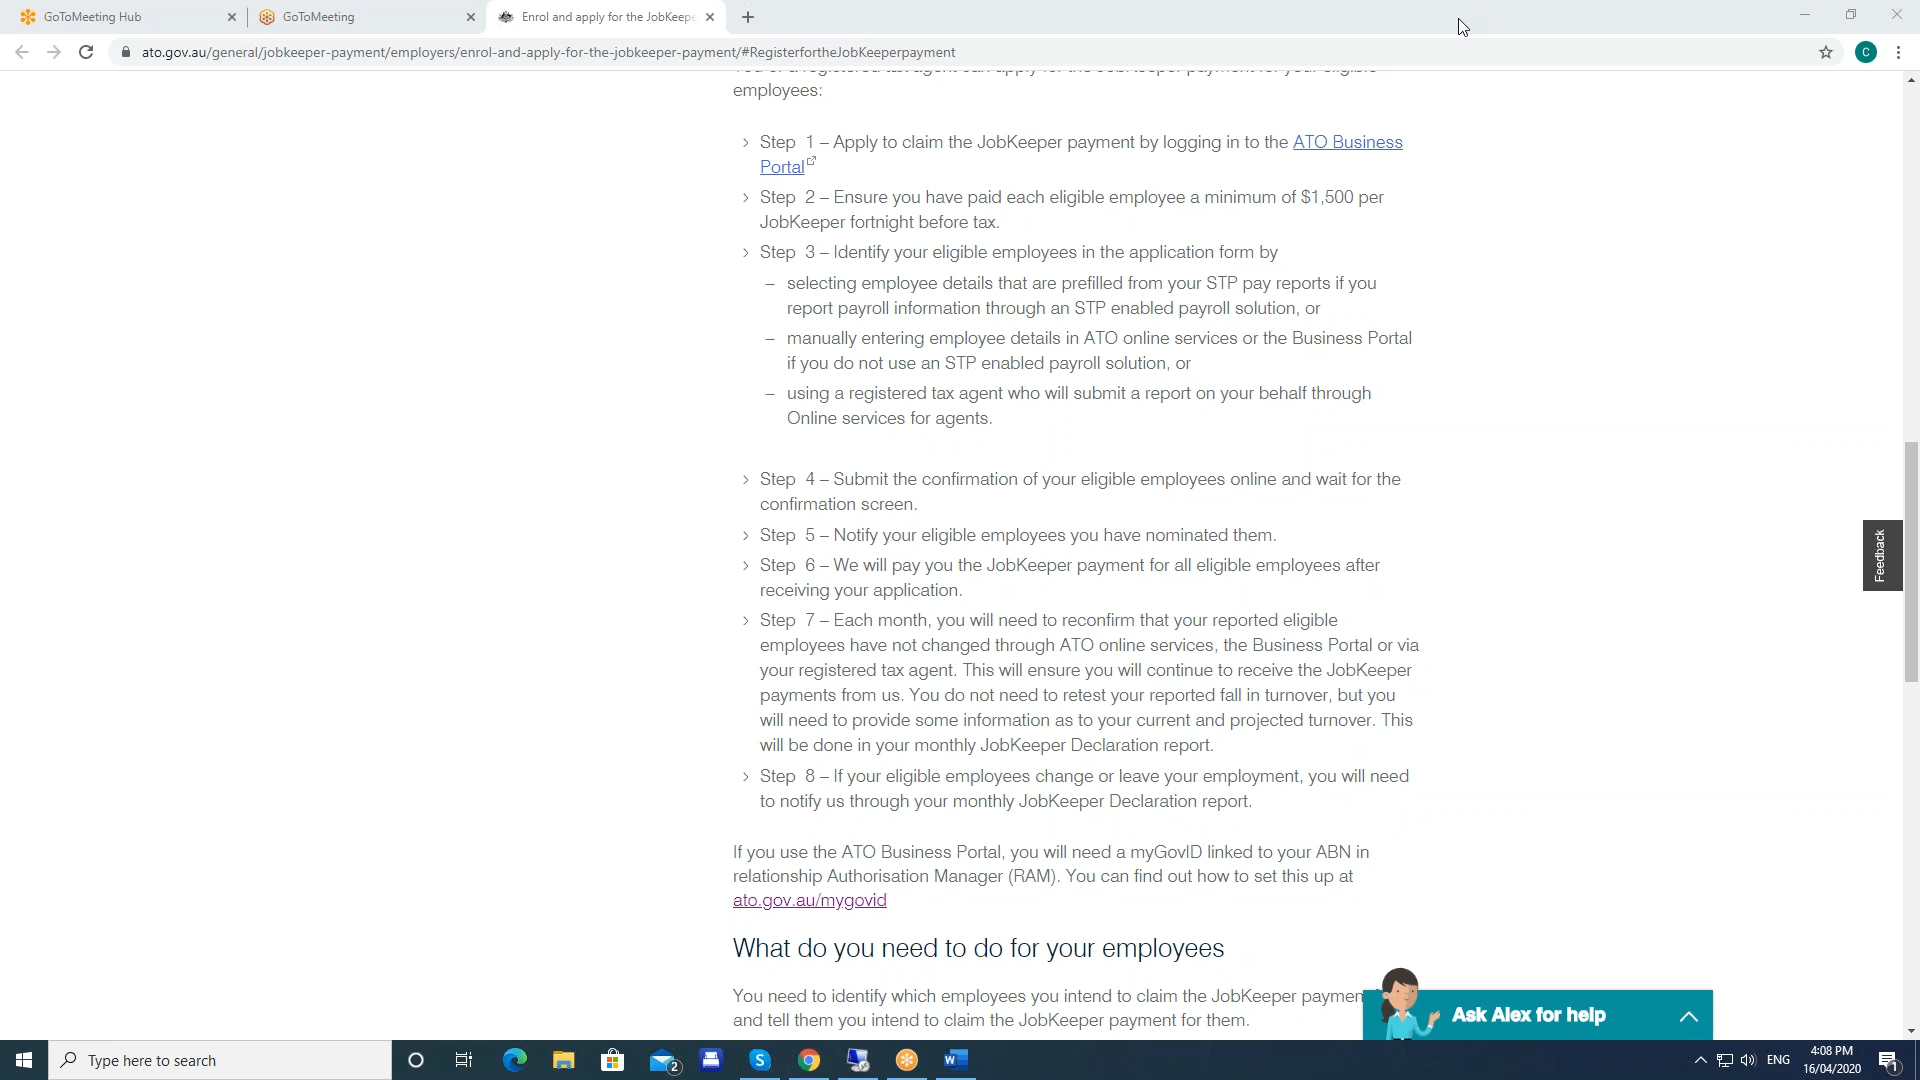 GoToMeeting Hub
GoToMeeting
Enrol and apply for the JobKeepe
ato.gov.au/general/jobkeeper-payment/employers/enrol-and-apply-for-the-jobkeeper-payment/#RegisterfortheJobKeeperpayment
C
You or a registered tax agent can apply for the JobKeeper payment for your eligible
employees:
> Step 1 – Apply to claim the JobKeeper payment by logging in to the ATO Business
Portal
> Step 2 – Ensure you have paid each eligible employee a minimum of $1,500 per
JobKeeper fortnight before tax.
> Step 3 – Identify your eligible employees in the application form by
– selecting employee details that are prefilled from your STP pay reports if you
report payroll information through an STP enabled payroll solution, or
– manually entering employee details in ATO online services or the Business Portal
if you do not use an STP enabled payroll solution, or
– using a registered tax agent who will submit a report on your behalf through
Online services for agents.
> Step 4 – Submit the confirmation of your eligible employees online and wait for the
confirmation screen.
> Step 5 – Notify your eligible employees you have nominated them.
> Step 6 – We will pay you the JobKeeper payment for all eligible employees after
receiving your application.
> Step 7 – Each month, you will need to reconfirm that your reported eligible
employees have not changed through ATO online services, the Business Portal or via
your registered tax agent. This will ensure you will continue to receive the JobKeeper
payments from us. You do not need to retest your reported fall in turnover, but you
will need to provide some information as to your current and projected turnover. This
will be done in your monthly JobKeeper Declaration report.
> Step 8 – If your eligible employees change or leave your employment, you will need
to notify us through your monthly JobKeeper Declaration report.
If you use the ATO Business Portal, you will need a myGovID linked to your ABN in
relationship Authorisation Manager (RAM). You can find out how to set this up at
ato.gov.au/mygovid
What do you need to do for your employees
You need to identify which employees you intend to claim the JobKeeper paymen
and tell them you intend to claim the JobKeeper payment for them.
Feedback
Ask Alex for help
Type here to search
2
ENG
4:08 PM
16/04/2020
1